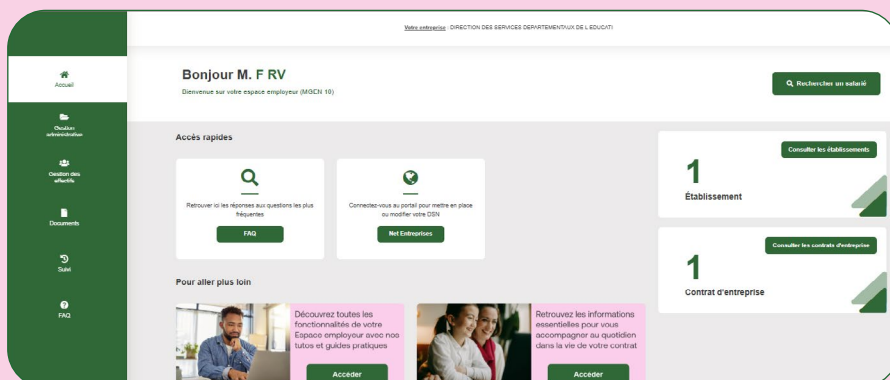 Votre entreprise : DIRECTION DES SERVICES DEPARTEMENTAUX DE L EDUCATI
Accueil
Gestion
administrative
Gestion des
effectifs
Documents
Suivi
FAQ
Bonjour M. F RV
Bienvenue sur votre espace employeur (MGEN 10)
Rechercher un salarié
Accès rapides
Retrouver ici les réponses aux questions les plus
fréquentes
FAQ
Connectez-vous au portail pour mettre en place
ou modifier votre DSN
Net Entreprises
Consulter les établissements
1
Établissement
Consulter les contrats d'entreprise
1
Contrat d'entreprise
Pour aller plus loin
Découvrez toutes les
fonctionnalités de votre
Espace employeur avec nos
tutos et guides pratiques
Accéder
Retrouvez les informations
essentielles pour vous
accompagner au quotidien
dans la vie de votre contrat
Accéder